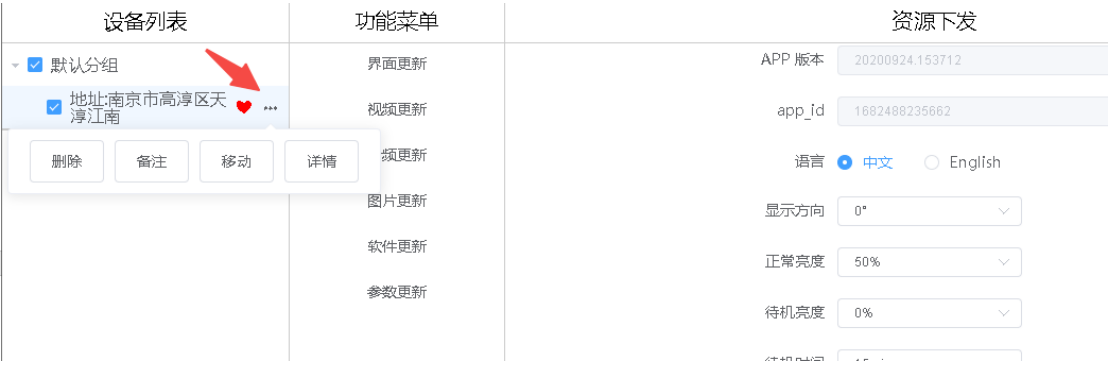 设备列表
功能菜单
资源下发
默认分组
地址:南京市高淳区天
淳江南
删除
备注
移动
详情
界面更新
视频更新
频更新
图片更新
软件更新
参数更新
APP 版本
20200924.153712
app_id
1682488235662
语言
中文
English
显示方向
0°
正常亮度
50%
待机亮度
0%